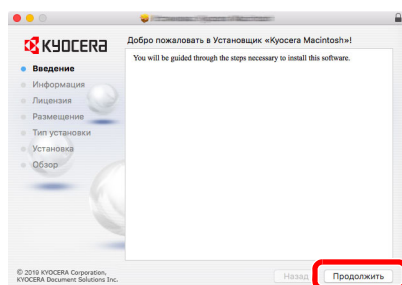 KYOCERA
Добро пожаловать в Установщик «Kyocera Macintosh»!
You will be guided through the steps necessary to install this software.
Введение
Информация
Лицензия
Размещение
Тип установки
Установка
Обзор
© 2019 KYOCERA Corporation,
KYOCERA Document Solutions Inc.
Назад
Продолжить